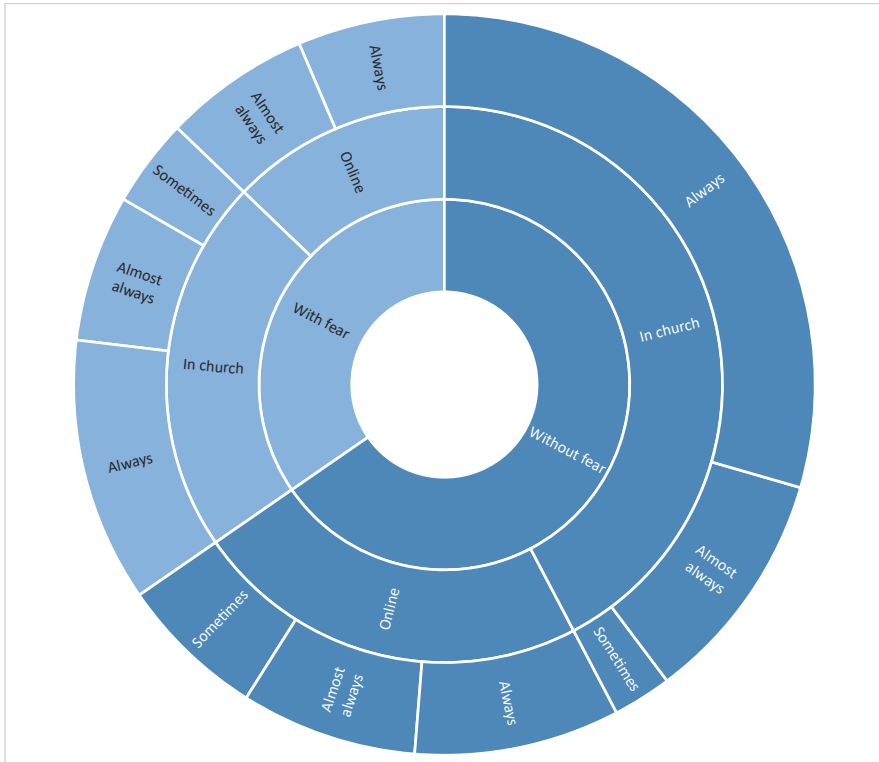 Always
Always
Almost
always
Online
Sometimes
Always
Almost
always
With fear
In church
In church
Without fear
Always
Almost
always
Online
Sometimes
Sometimes
Almost
always
Always